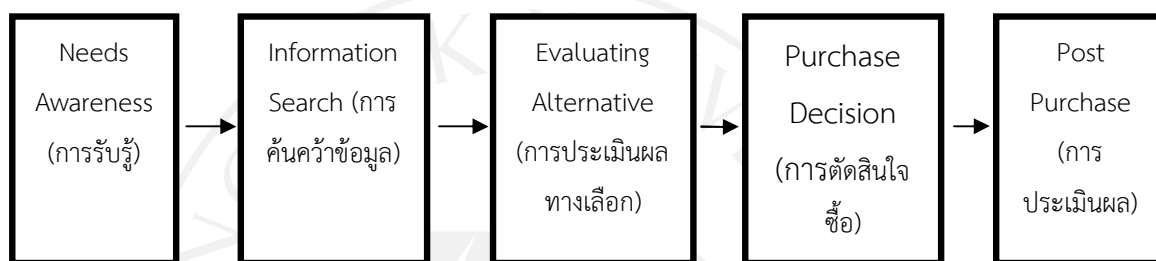 Needs
Awareness
(การรับรู้)
Information
Search (การ
ค้นคว้าข้อมูล)
Evaluating
Alternative
(การประเมินผล
ทางเลือก)
Purchase
Decision
(การตัดสินใจ
ซื้อ)
Post
Purchase
(การ
ประเมินผล)